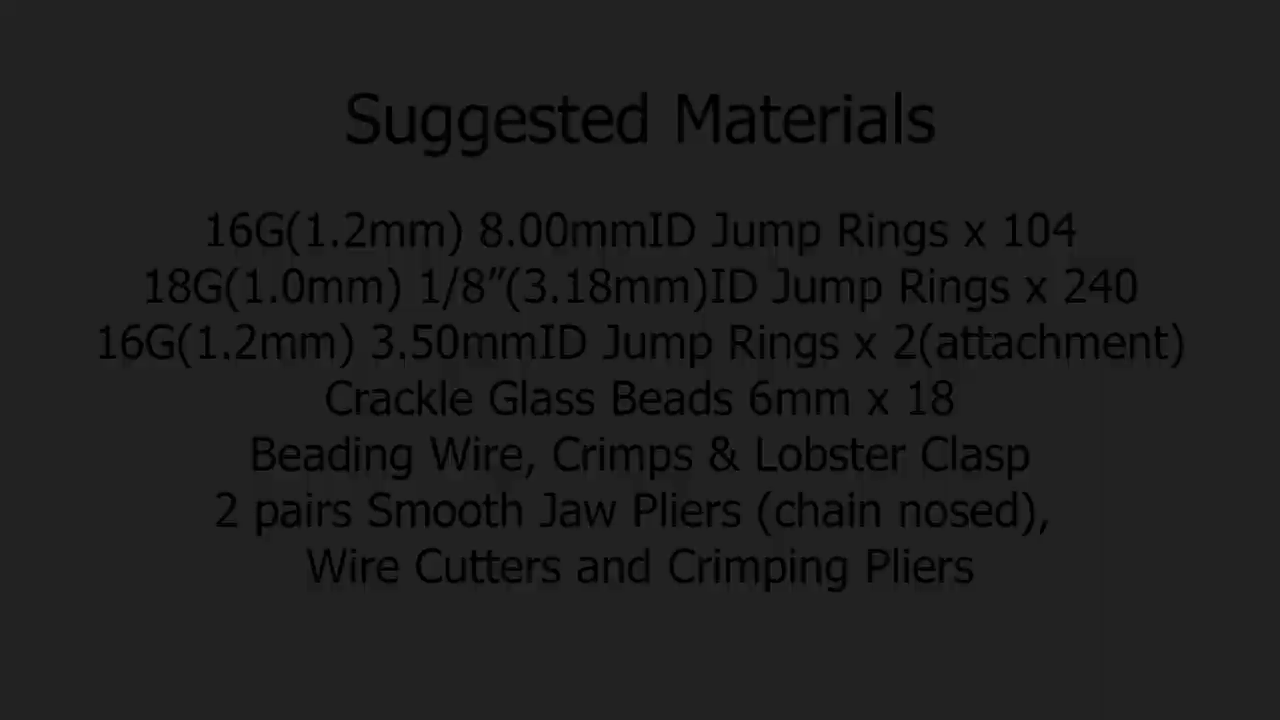 Suggested Materials
16G(1.2mm) 8.00mmID Jump Rings x 104
18G(1.0mm) 1/8”(3.18mm)ID Jump Rings x 240
16G(1.2mm) 3.50mmID Jump Rings x 2(attachment)
Crackle Glass Beads 6mm x 18
Beading Wire, Crimps & Lobster Clasp
2 pairs Smooth Jaw Pliers (chain nosed),
Wire Cutters and Crimping Pliers